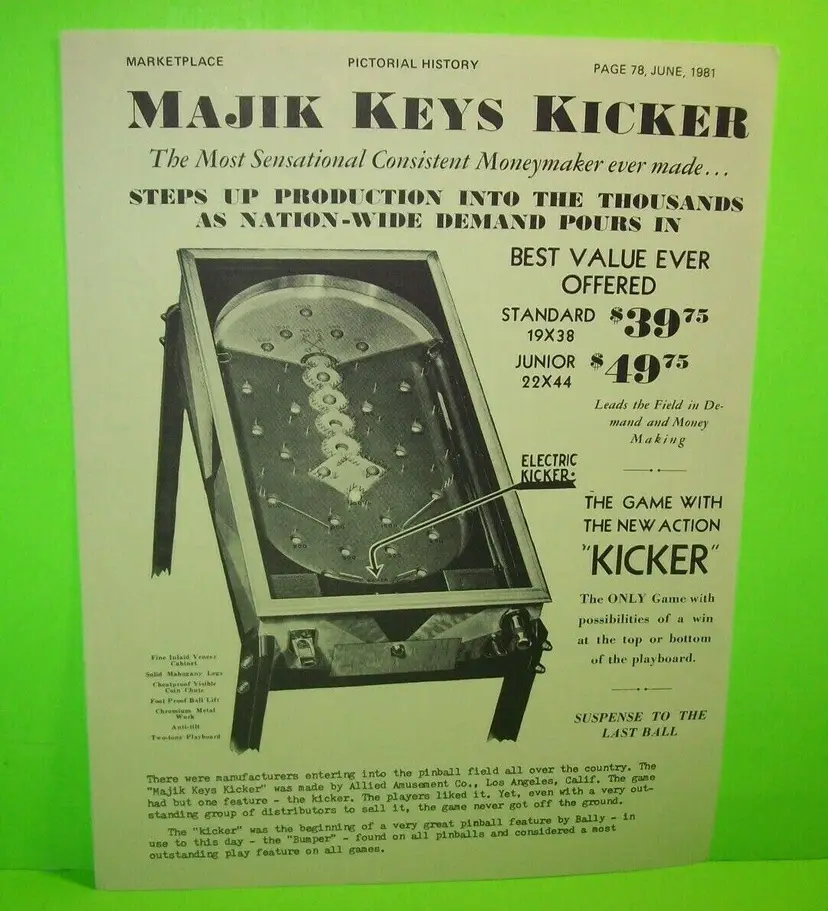 MARKETPLACE PICTORIAL HISTORY PAGE 78, JUNE, 1981
MAJIK KEYS KICKER
The Most Sensational Consistent Moneymaker ever made...
STEPS UP PRODUCTION INTO THE THOUSANDS
AS NATION-WIDE DEMAND POURS IN
BEST VALUE EVER
OFFERED
STANDARD $39.75
19X38
JUNIOR $49.75
22X44
Leads the Field in De-
mand and Money
Making
ELECTRIC
KICKER
THE GAME WITH
THE NEW ACTION
"KICKER"
The ONLY Game with
possibilities of a win
at the top or bottom
of the playboard.
SUSPENSE TO THE
LAST BALL
Fine Inlaid Veneer
Cabinet
Solid Mahogany Legs
Cheatproof Visible
Coin Chute
Fool Proof Ball Lift
Chromium Metal
Work
Anti-tilt
Two-tone Playboard
There were manufacturers entering into the pinball field all over the country. The
"Majik Keys Kicker" was made by Allied Amusement Co., Los Angeles, Calif. The game
had but one feature - the kicker. The players liked it. Yet, even with a very out-
standing group of distributors to sell it, the game never got off the ground.
The "kicker" was the beginning of a very great pinball feature by Bally - in
use to this day - the "Bumper" - found on all pinballs and considered a most
outstanding play feature on all games.